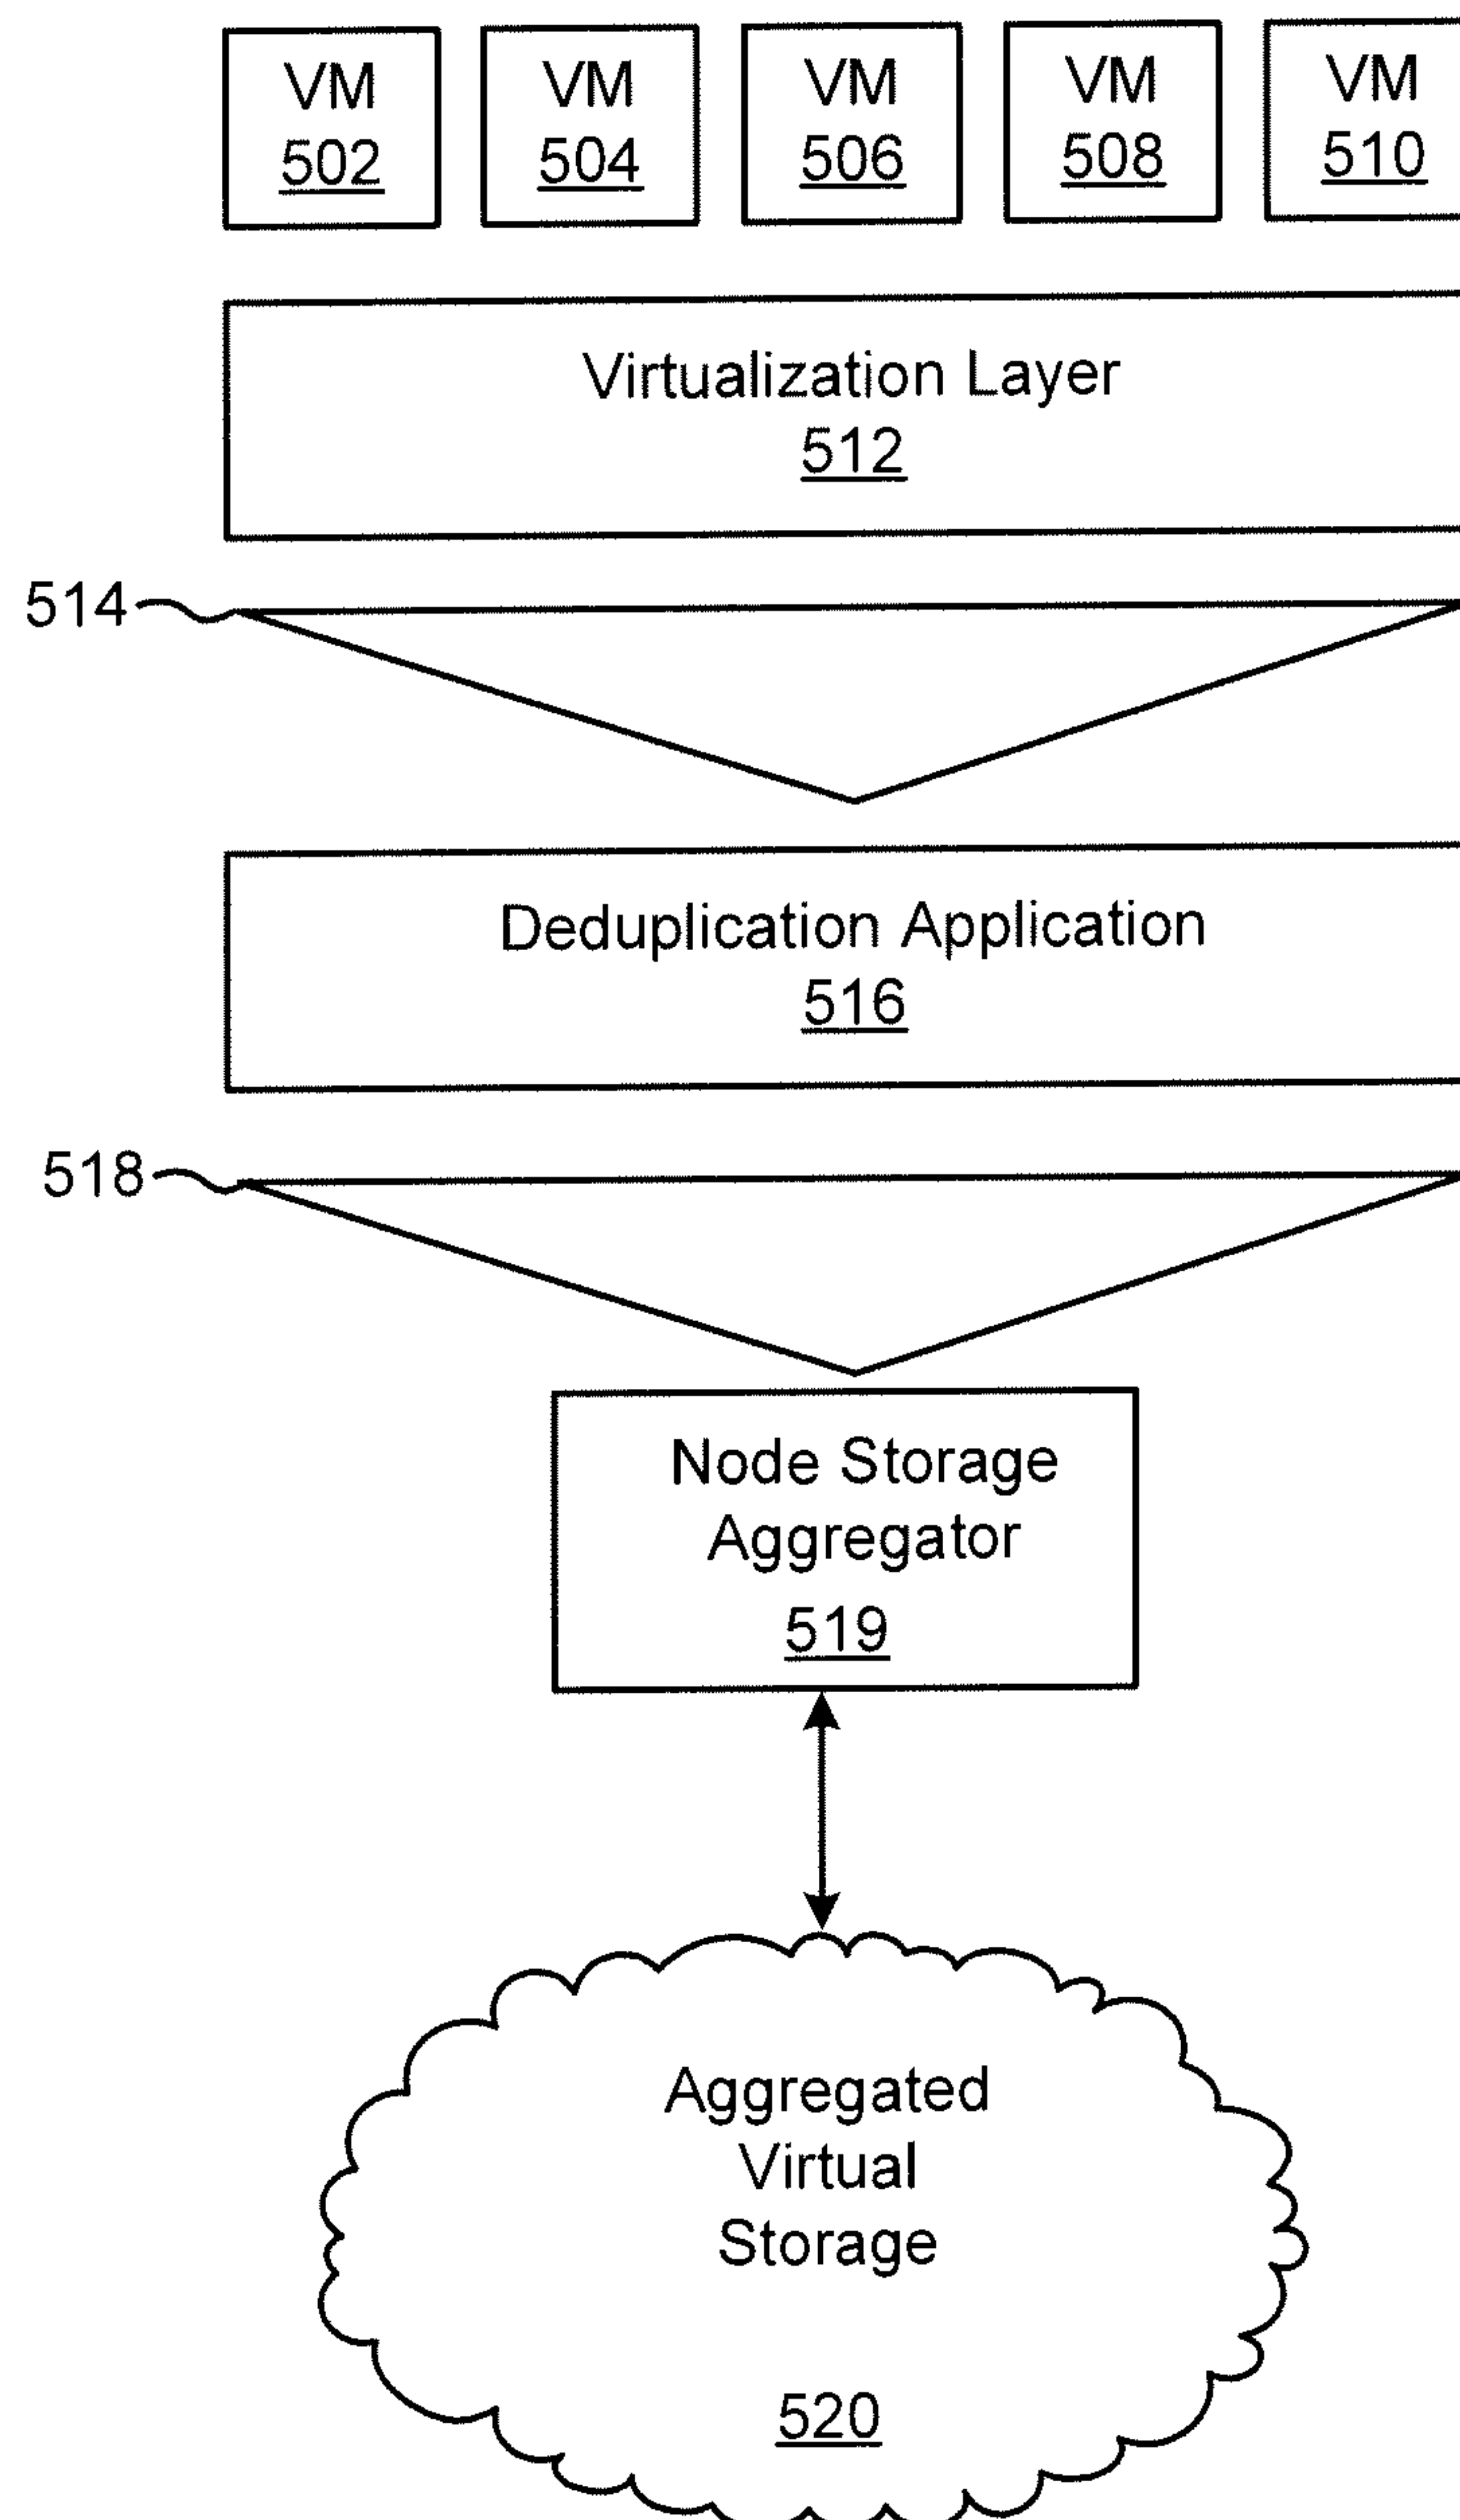 VM VM VM VM VM
502 504 506 508 510
Virtualization Layer
512
514
Deduplication Application
516
518
Node Storage
Aggregator
519
Aggregated
Virtual
Storage
520